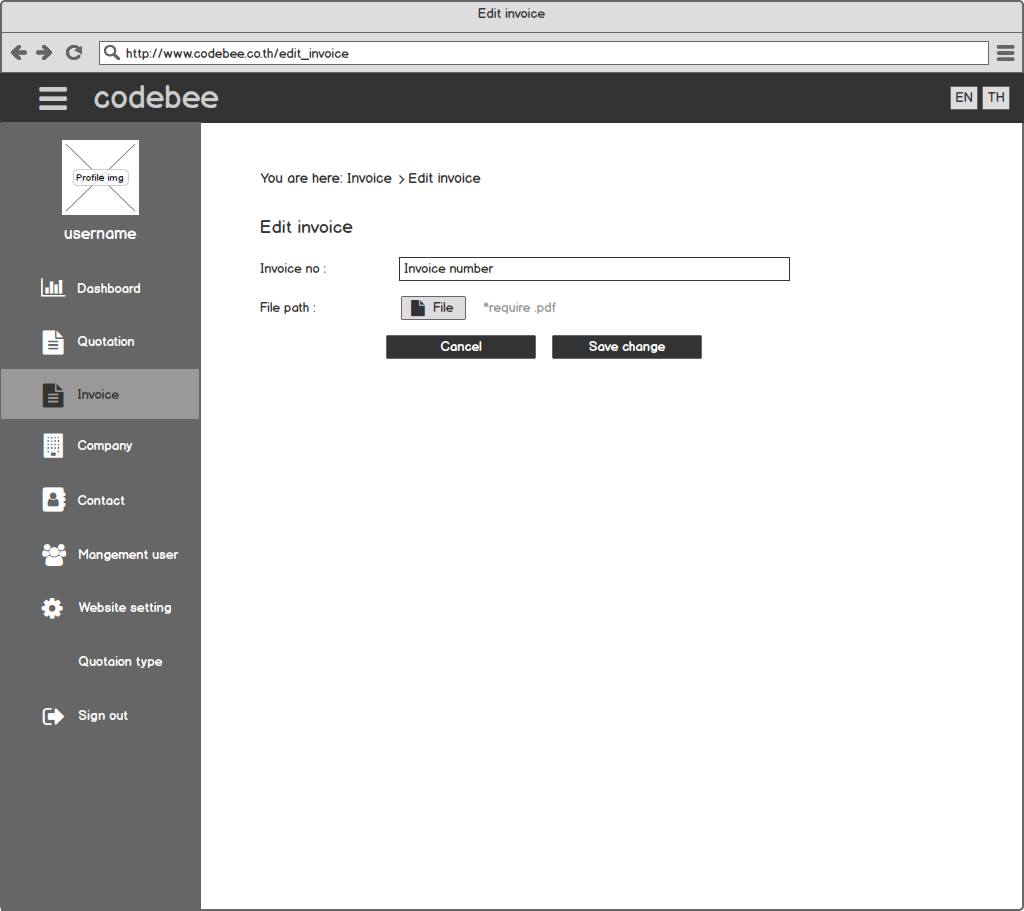 Edit invoice
http://www.codebee.co.th/edit_invoice
codebee
EN TH
Profile img
username
Dashboard
Quotation
Invoice
Company
Contact
Mangement user
Website setting
Quotaion type
Sign out
You are here: Invoice > Edit invoice
Edit invoice
Invoice no : Invoice number
File path : File *require .pdf
Cancel Save change